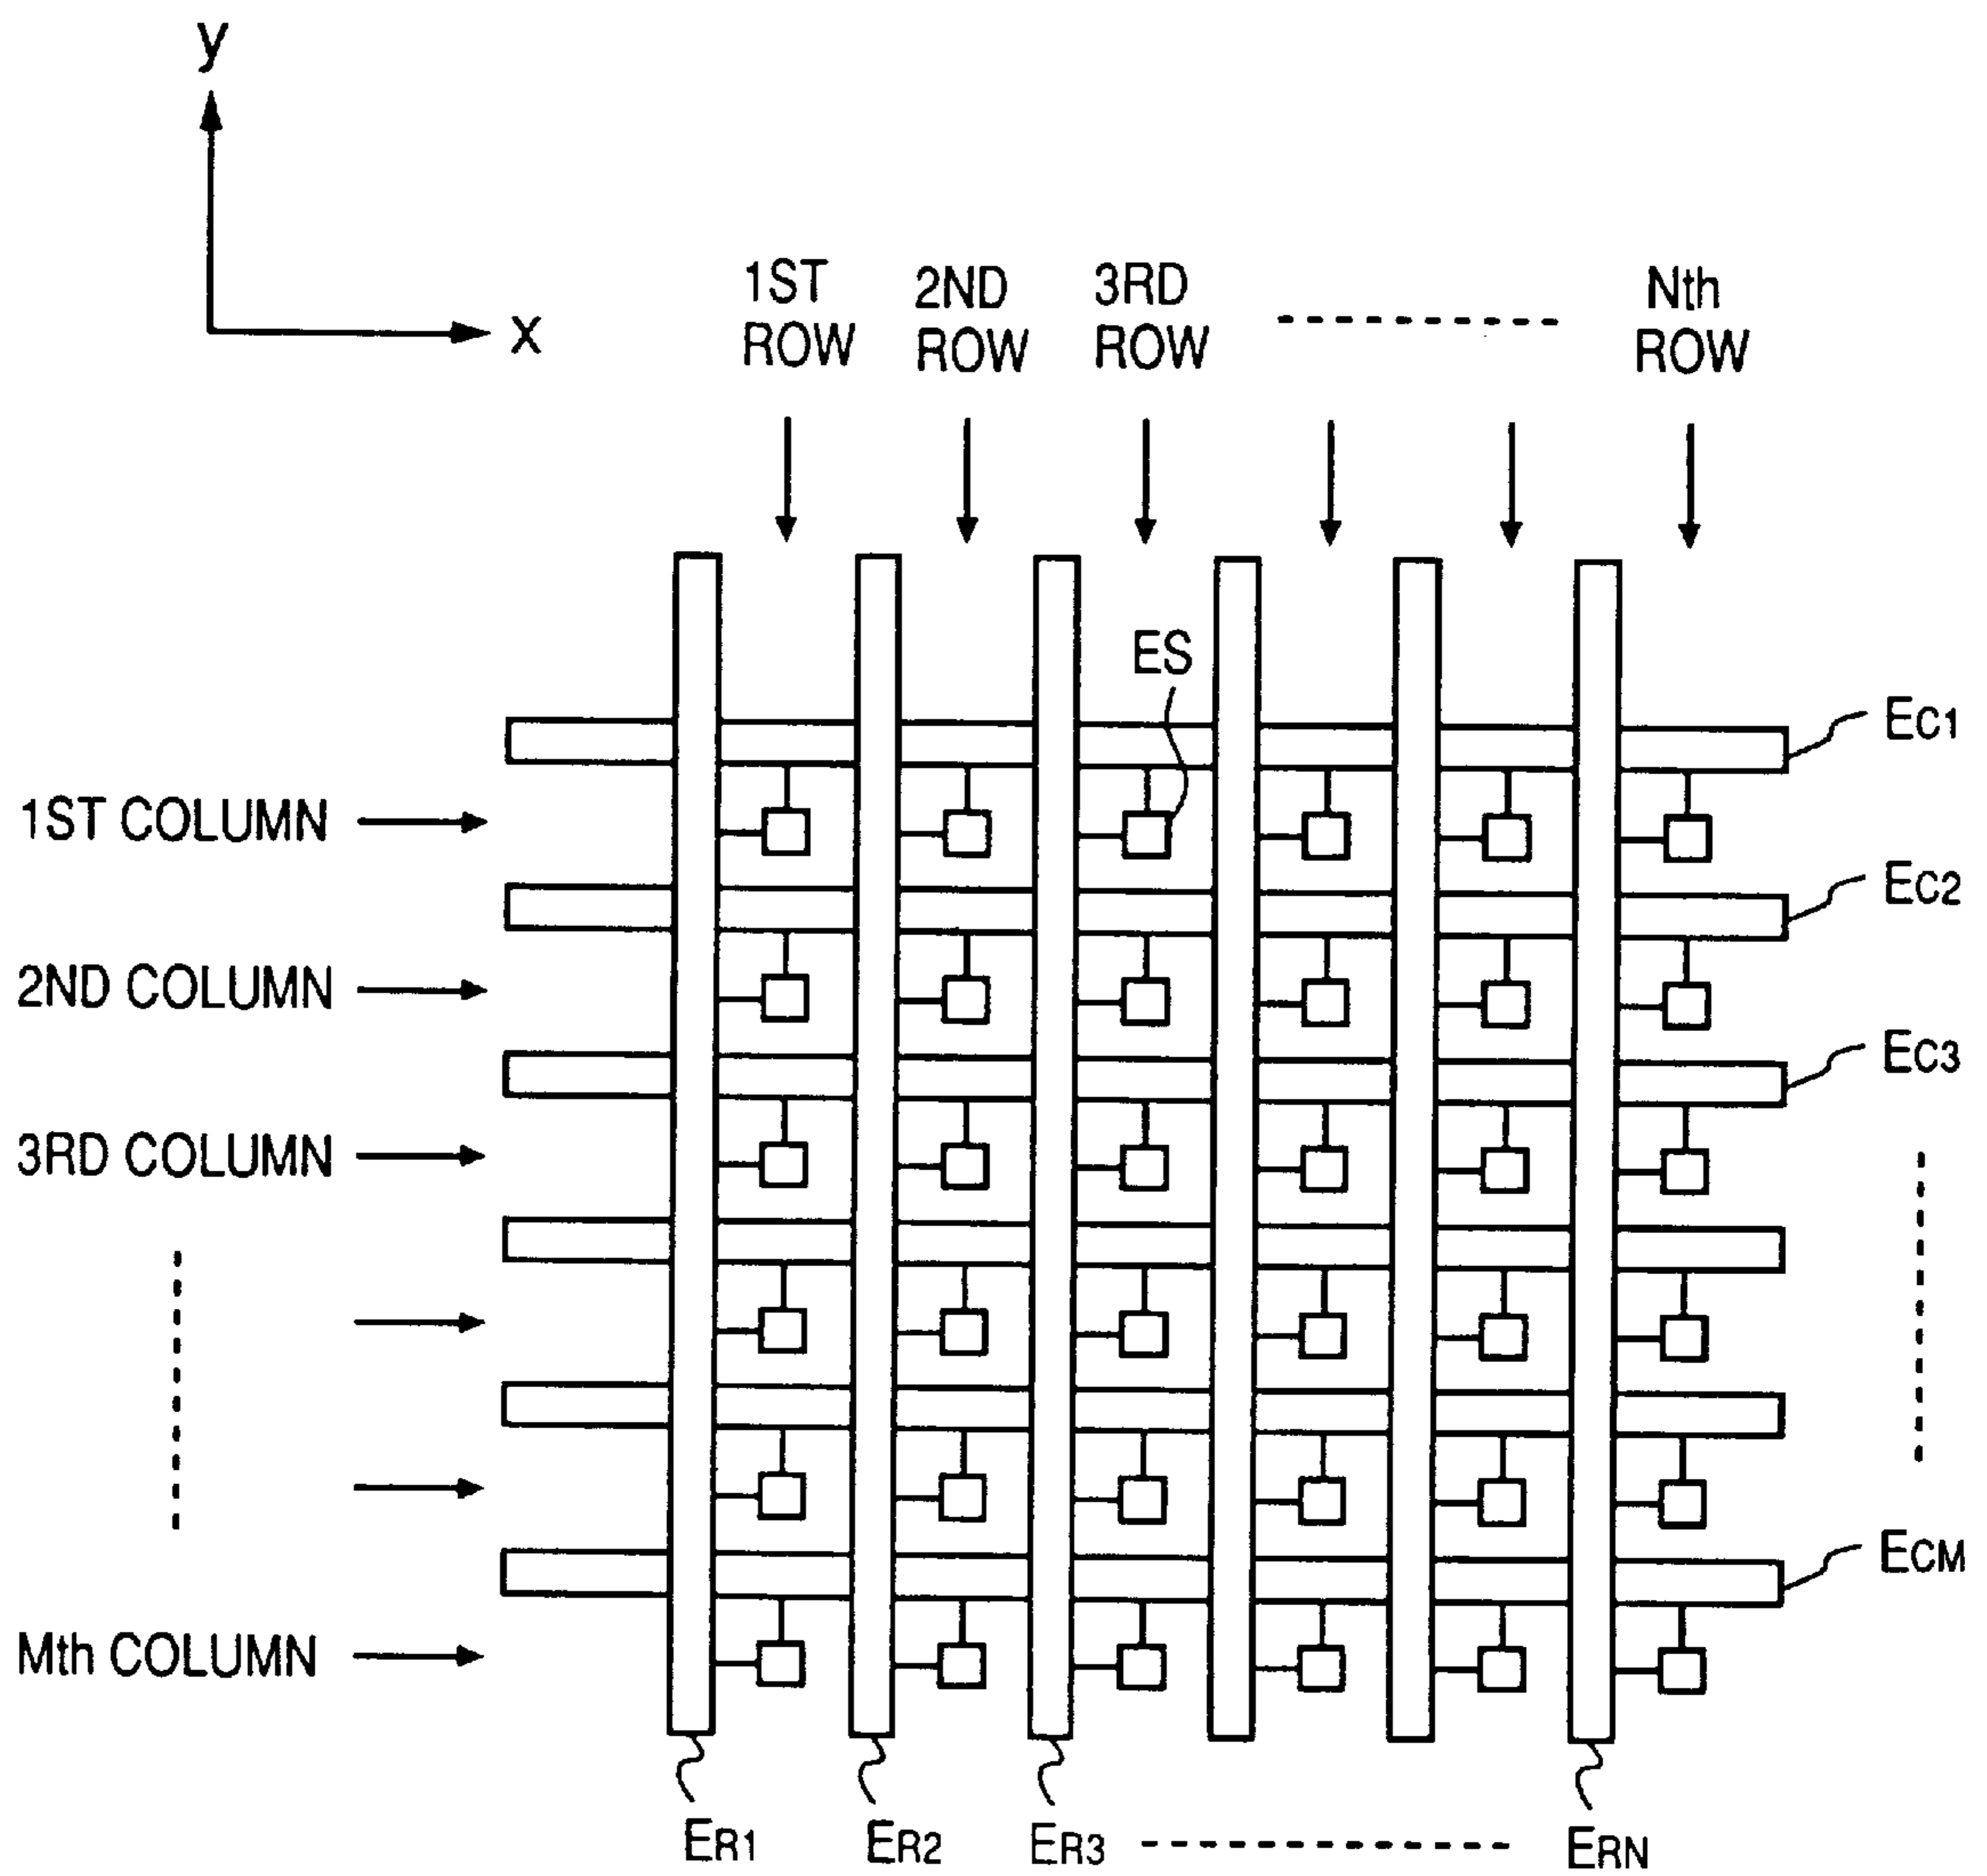 y
x
1ST ROW
2ND ROW
3RD ROW
Nth ROW
ES
EC1
1ST COLUMN
EC2
2ND COLUMN
EC3
3RD COLUMN
ECM
Mth COLUMN
ER1
ER2
ER3
ERN